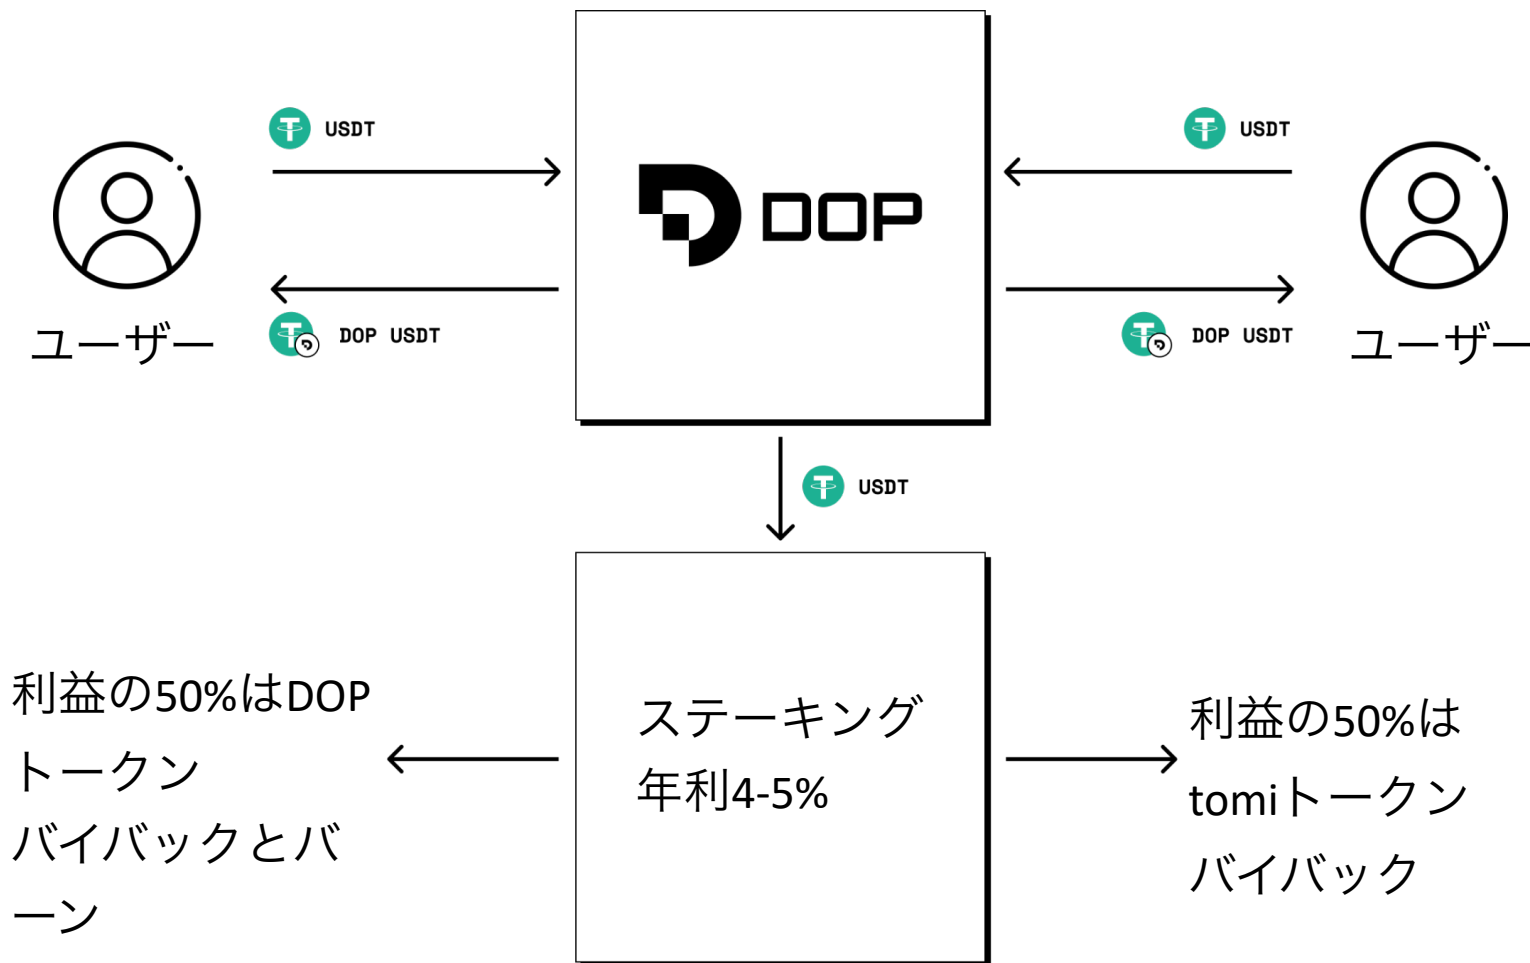 USDT
USDT
DOP
ユーザー
DOP USDT
DOP USDT
ユーザー
USDT
利益の50%はDOP
トークン
バイバックとバ
ーン
ステーキング
年利4-5%
利益の50%は
tomiトークン
バイバック